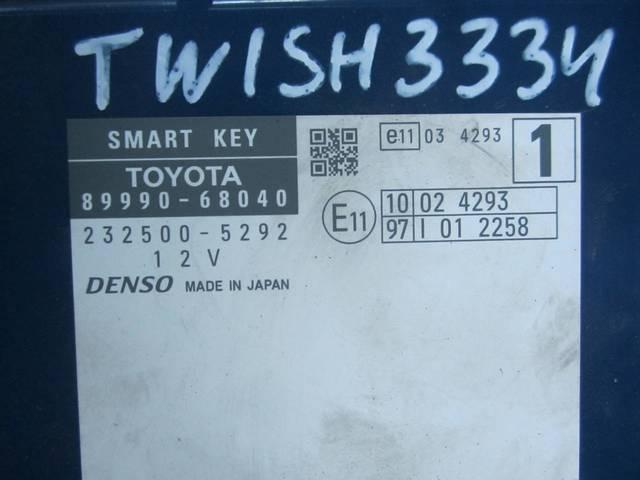 TWISH3334
SMART KEY
TOYOTA
89990-68040
232500-5292
12V
DENSO MADE IN JAPAN
e11 03 4293
1
E11
10 02 4293
97 I 01 2258